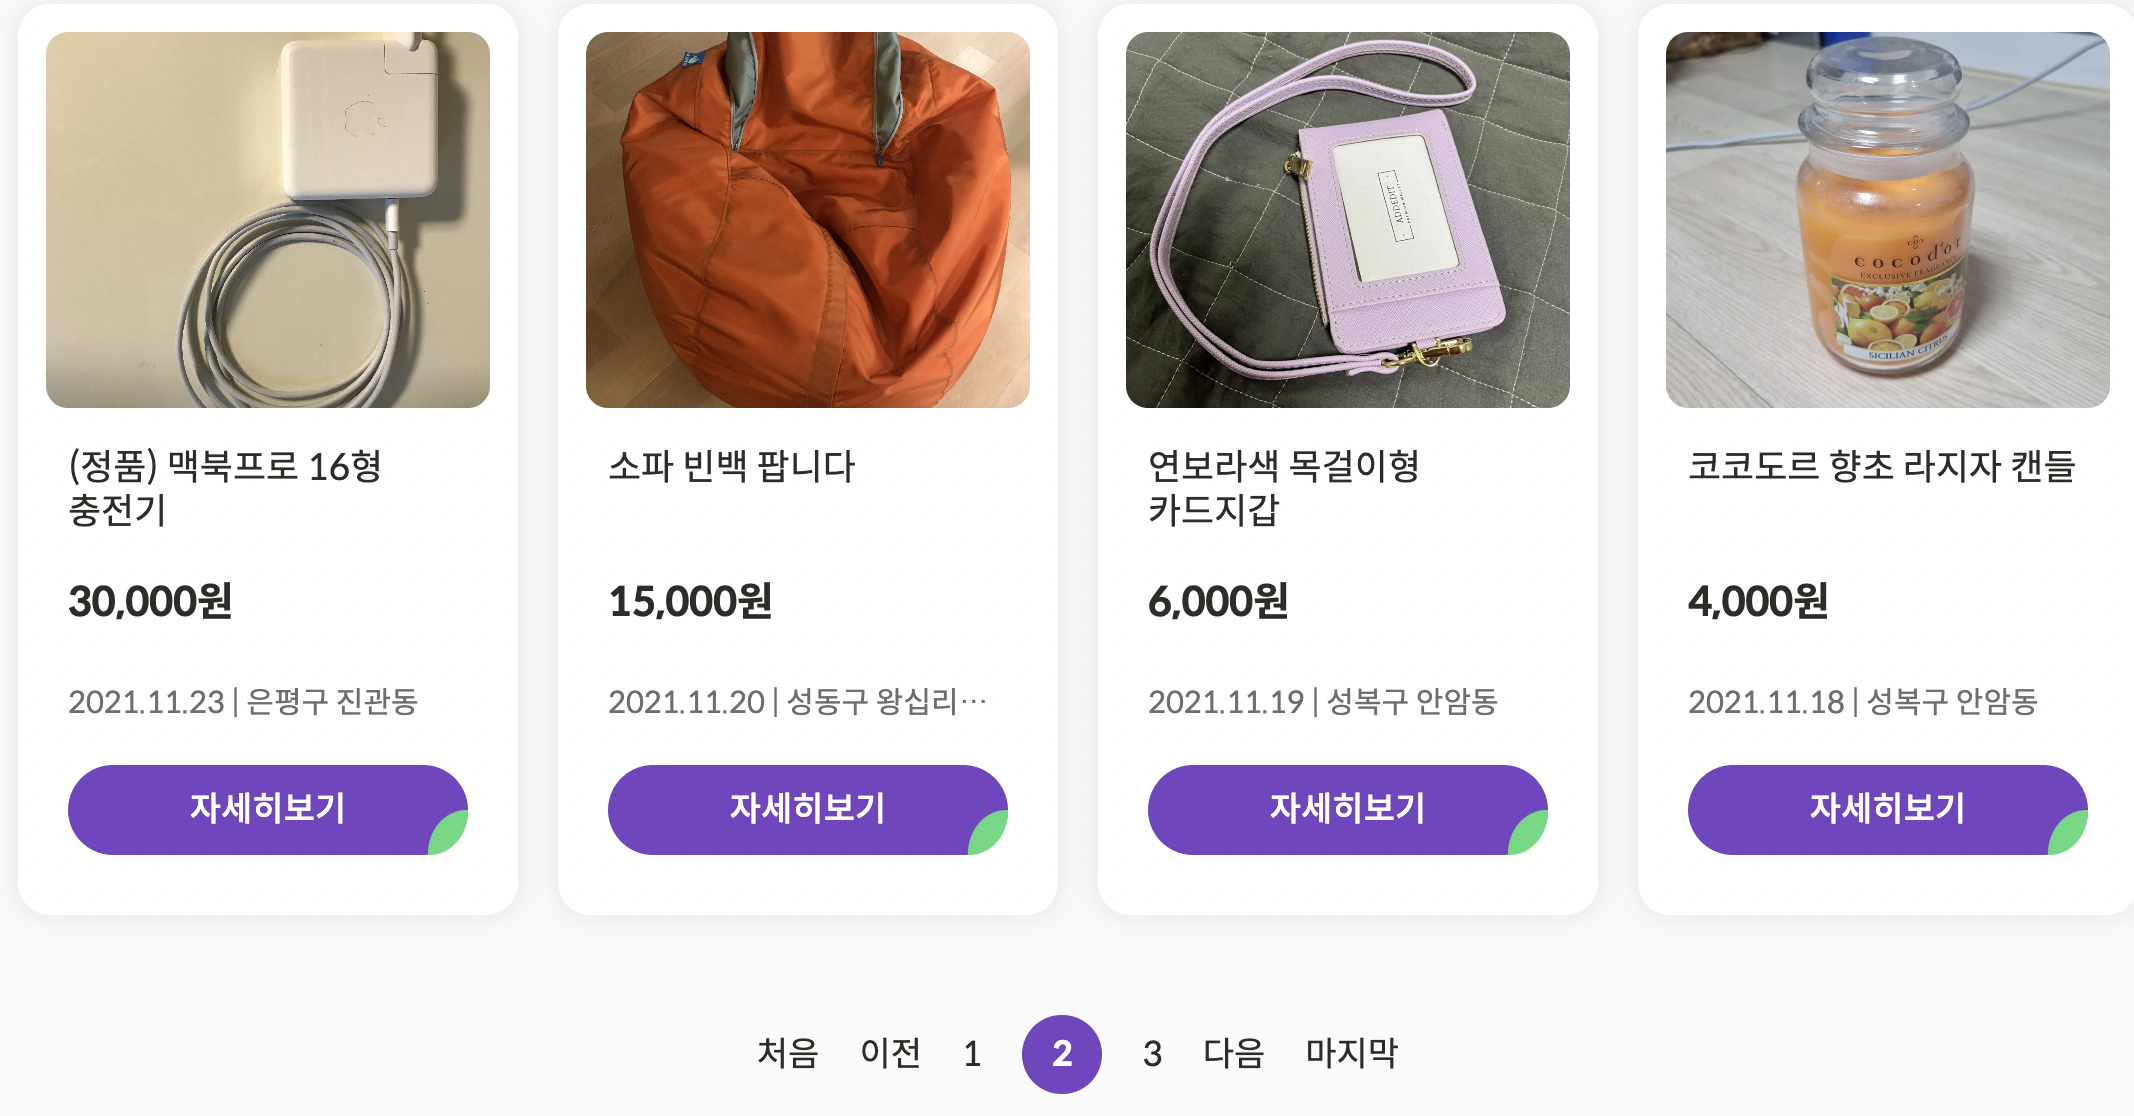 ADDEDIT
cocod'or
EXCLUSIVE FRAGRANCE
SICILIAN CITRUS
(정품) 맥북프로 16형
충전기
30,000원
2021.11.23 | 은평구 진관동
자세히보기
소파 빈백 팝니다
15,000원
2021.11.20 | 성동구 왕십리…
자세히보기
연보라색 목걸이형
카드지갑
6,000원
2021.11.19 | 성복구 안암동
자세히보기
코코도르 향초 라지자 캔들
4,000원
2021.11.18 | 성복구 안암동
자세히보기
처음 이전 1 2 3 다음 마지막